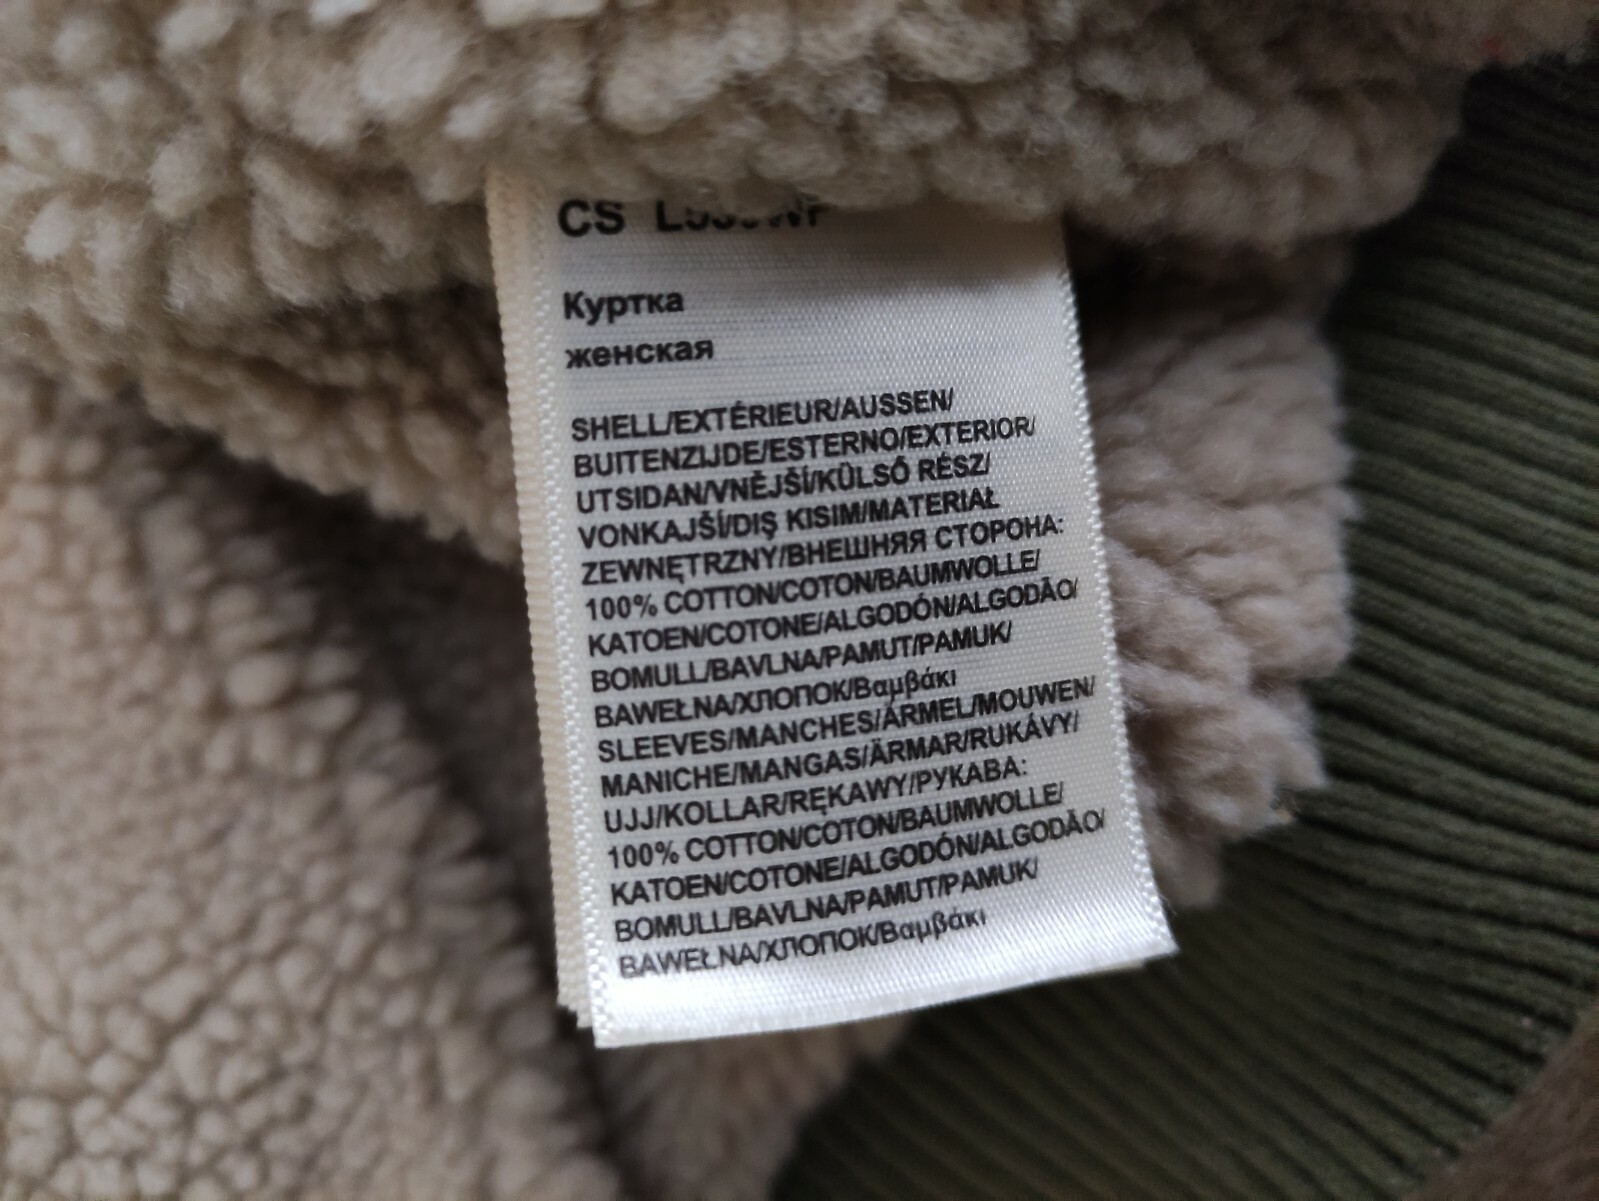 CS
Куртка
женская
SHELL/EXTÉRIEUR/AUSSEN/
BUITENZIJDE/ESTERNO/EXTERIOR/
UTSIDAN/VNĚJŠÍ/KÜLSŐ RÉSZ/
VONKAJŠÍ/DIŞ KISIM/MATERIAŁ
ZEWNĘTRZNY/ВНЕШНЯЯ СТОРОНА:
100% COTTON/COTON/BAUMWOLLE/
KATOEN/COTONE/ALGODÓN/ALGODÃO/
BOMULL/BAVLNA/PAMUT/PAMUK/
BAWEŁNA/ХЛОПОК/Βαμβάκι
SLEEVES/MANCHES/ÄRMEL/MOUWEN/
MANICHE/MANGAS/ÄRMAR/RUKÁVY/
UJJ/KOLLAR/RĘKAWY/РУКАВА:
100% COTTON/COTON/BAUMWOLLE/
KATOEN/COTONE/ALGODÓN/ALGODÃO/
BOMULL/BAVLNA/PAMUT/PAMUK/
BAWEŁNA/ХЛОПОК/Βαμβάκι